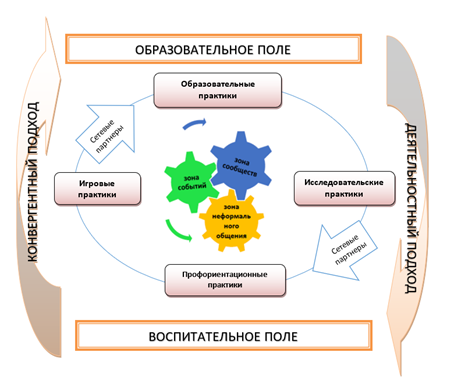 ОБРАЗОВАТЕЛЬНОЕ ПОЛЕ
Образовательные
практики
Сетевые
партнеры
КОНВЕРГЕНТНЫЙ ПОДХОД
ДЕЯТЕЛЬНОСТНЫЙ ПОДХОД
зона
сообществ
зона
событий
Игровые
практики
Исследовательские
практики
зона
неформаль
ного
общения
Сетевые
партнеры
Профориентационные
практики
ВОСПИТАТЕЛЬНОЕ ПОЛЕ